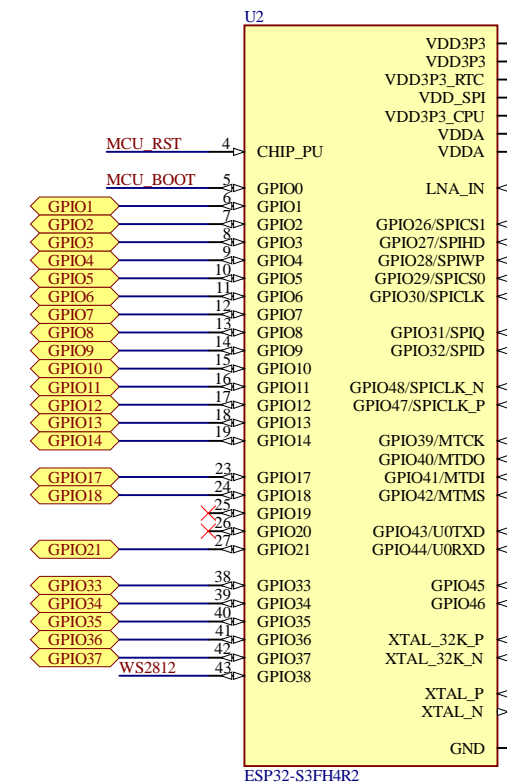 U2
VDD3P3
VDD3P3
VDD3P3_RTC
VDD_SPI
VDD3P3_CPU
VDDA
MCU_RST 4 CHIP_PU VDDA
MCU_BOOT 5 GPIO0 LNA_IN
GPIO1 6 GPIO1
GPIO2 7 GPIO2 GPIO26/SPICS1
GPIO3 8 GPIO3 GPIO27/SPIHD
GPIO4 9 GPIO4 GPIO28/SPIWP
GPIO5 10 GPIO5 GPIO29/SPICS0
GPIO6 11 GPIO6 GPIO30/SPICLK
GPIO7 12 GPIO7
GPIO8 13 GPIO8 GPIO31/SPIQ
GPIO9 14 GPIO9 GPIO32/SPID
GPIO10 15 GPIO10
GPIO11 16 GPIO11 GPIO48/SPICLK_N
GPIO12 17 GPIO12 GPIO47/SPICLK_P
GPIO13 18 GPIO13
GPIO14 19 GPIO14 GPIO39/MTCK
GPIO40/MTDO
GPIO17 23 GPIO17 GPIO41/MTDI
GPIO18 24 GPIO18 GPIO42/MTMS
25 GPIO19
26 GPIO20 GPIO43/U0TXD
GPIO21 27 GPIO21 GPIO44/U0RXD
GPIO33 38 GPIO33 GPIO45
GPIO34 39 GPIO34 GPIO46
GPIO35 40 GPIO35
GPIO36 41 GPIO36 XTAL_32K_P
GPIO37 42 GPIO37 XTAL_32K_N
WS2812 43 GPIO38
XTAL_P
XTAL_N
GND
ESP32-S3FH4R2